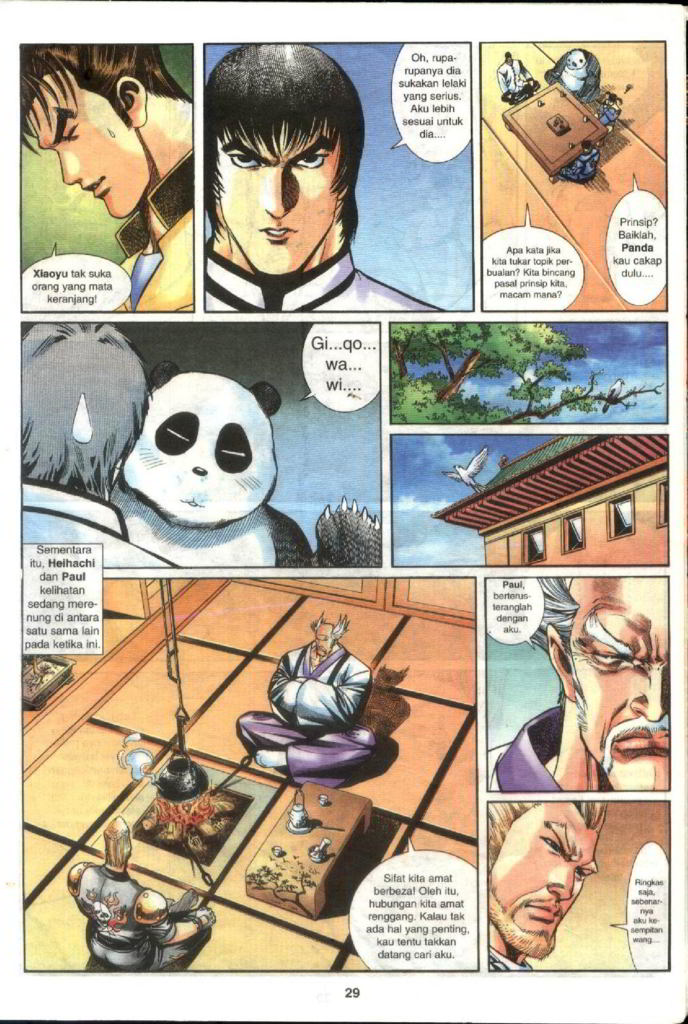 Xiaoyu tak suka
orang yang mata
keranjang!
Oh, rupa-
rupanya dia
sukakan lelaki
yang serius.
Aku lebih
sesuai untuk
dia....
Apa kata jika
kita tukar topik per-
bualan? Kita bincang
pasal prinsip kita,
macam mana?
Prinsip?
Baiklah,
Panda
kau cakap
dulu....
Gi...qo...
wa...
wi....
Sementara
itu, Heihachi
dan Paul
kelihatan
sedang mere-
nung di antara
satu sama lain
pada ketika ini.
Sifat kita amat
berbeza! Oleh itu,
hubungan kita amat
renggang. Kalau tak
ada hal yang penting,
kau tentu takkan
datang cari aku.
Paul,
berterus-
teranglah
dengan
aku.
Ringkas
saja,
sebenar-
nya
aku ke-
sempitan
wang....
29